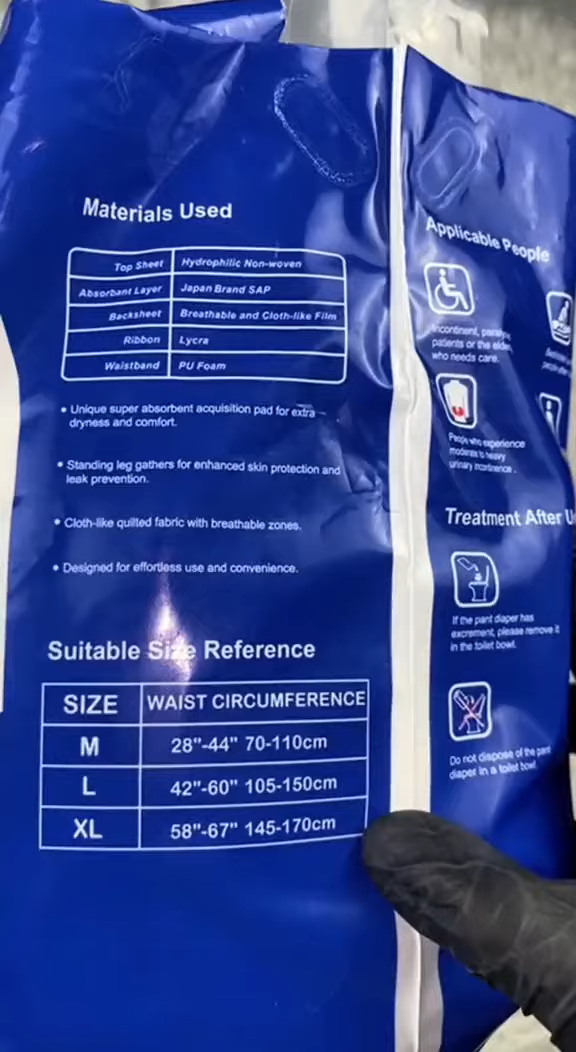 Materials Used
Top Sheet Hydrophilic Non-woven
Absorbant Layer Japan Brand SAP
Backsheet Breathable and Cloth-like Film
Ribbon Lycra
Waistband PU Foam
• Unique super absorbent acquisition pad for extra
dryness and comfort.
• Standing leg gathers for enhanced skin protection and
leak prevention.
• Cloth-like quilted fabric with breathable zones.
• Designed for effortless use and convenience.
Suitable Size Reference
SIZE WAIST CIRCUMFERENCE
M 28"-44" 70-110cm
L 42"-60" 105-150cm
XL 58"-67" 145-170cm
Applicable People
Incontinent,
patients or the
who needs care.
People who experience
moderate to heavy
urinary incontinence.
Treatment After
If the pant diaper has
excrement, please remove it
in the toilet bowl.
Do not dispose of the pant
diaper in a toilet bowl.